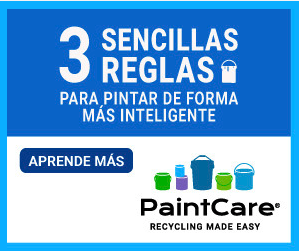 3 SENCILLAS
REGLAS
PARA PINTAR DE FORMA
MÁS INTELIGENTE
APRENDE MÁS
PaintCare®
RECYCLING MADE EASY